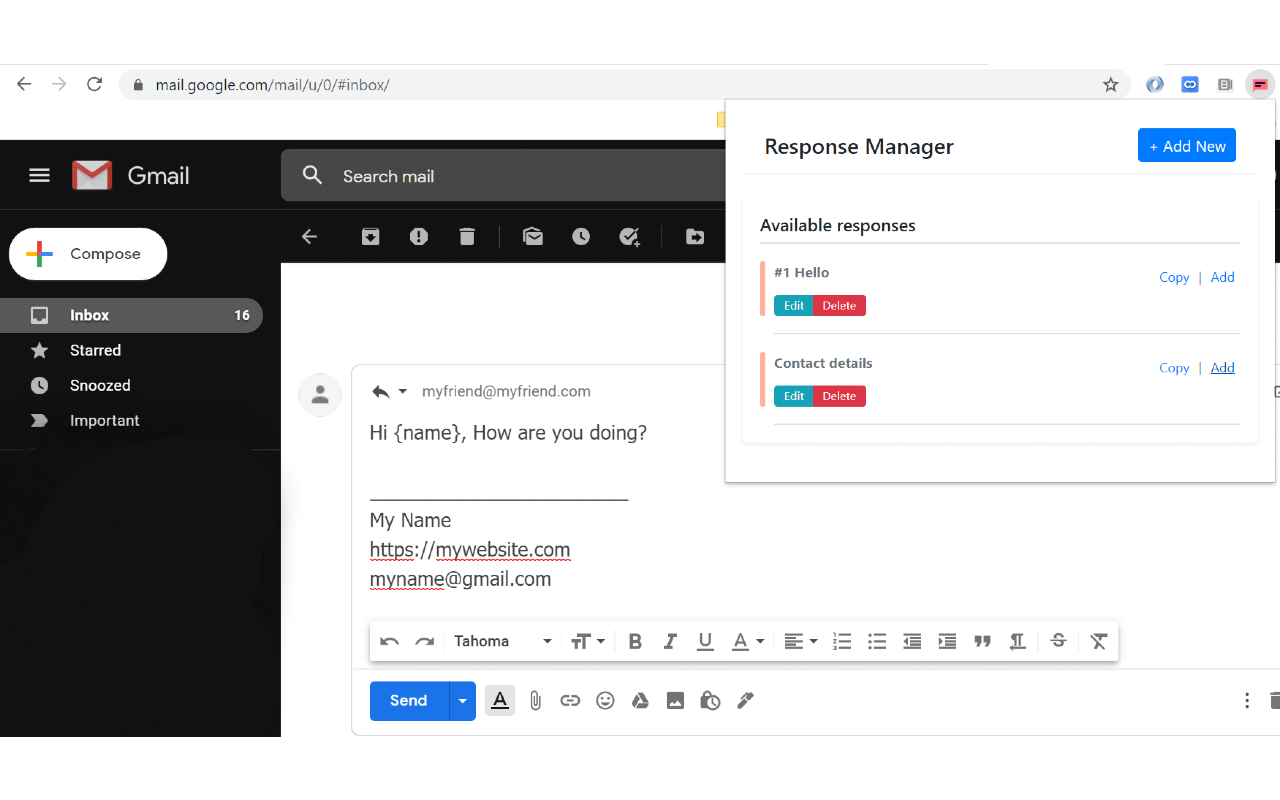 mail.google.com/mail/u/0/#inbox/
Response Manager
+ Add New
Gmail
Search mail
Available responses
Compose
#1 Hello
Copy | Add
Edit Delete
Inbox 16
Starred
Snoozed
Important
Contact details
Copy | Add
Edit Delete
myfriend@myfriend.com
Hi {name}, How are you doing?
My Name
https://mywebsite.com
myname@gmail.com
Tahoma
Send